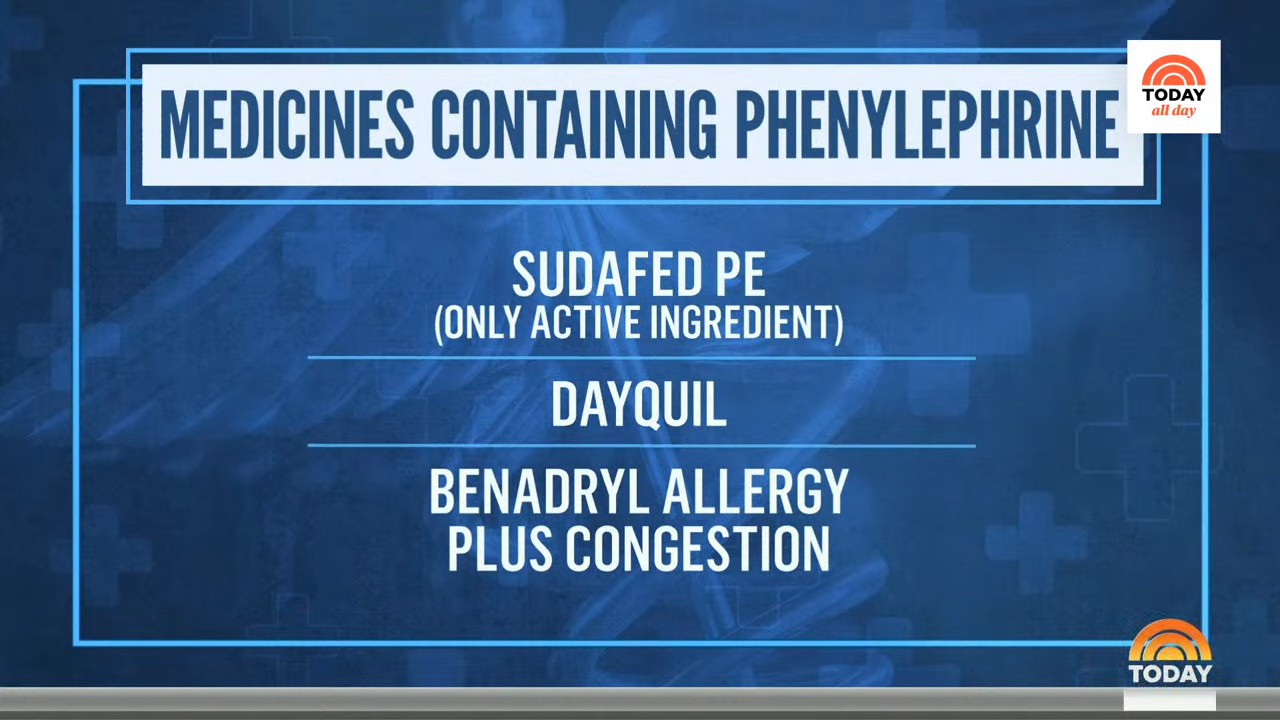 MEDICINES CONTAINING PHENYLEPHRINE
TODAY
all day
SUDAFED PE
(ONLY ACTIVE INGREDIENT)
DAYQUIL
BENADRYL ALLERGY
PLUS CONGESTION
TODAY